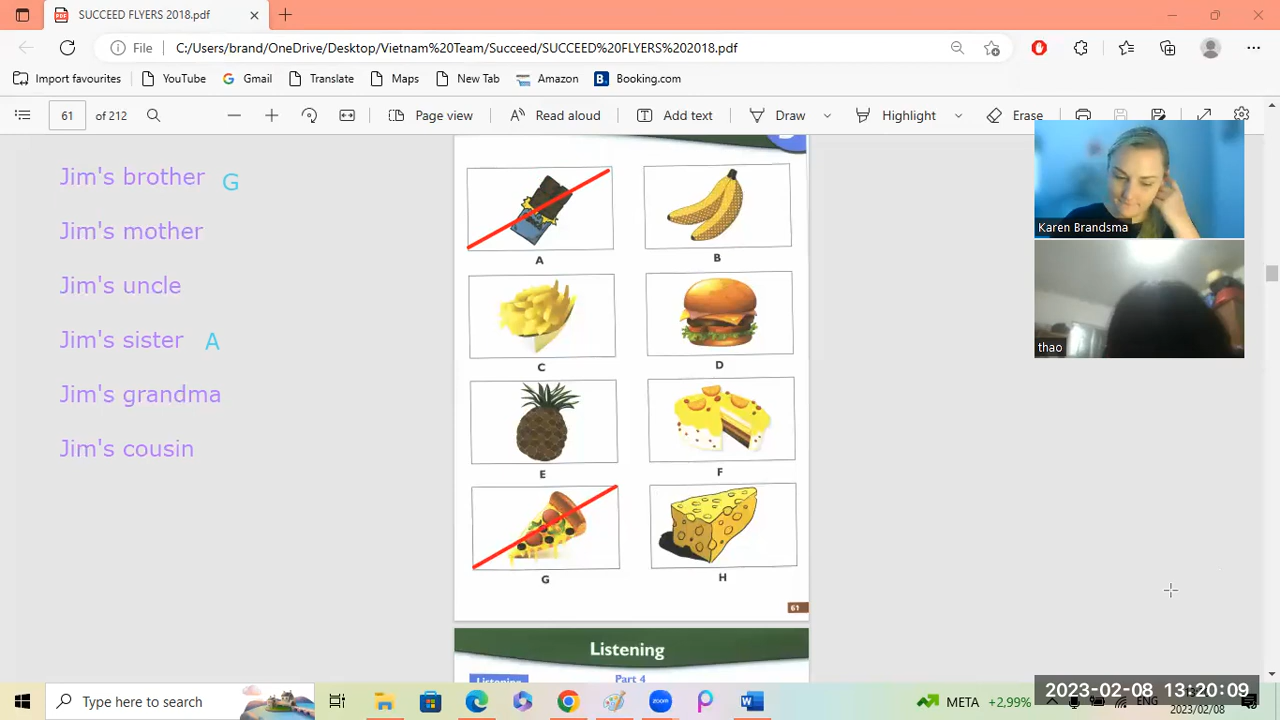 SUCCEED FLYERS 2018.pdf
File C:/Users/brand/OneDrive/Desktop/Vietnam%20Team/Succeed/SUCCEED%20FLYERS%202018.pdf
Import favourites YouTube Gmail Translate Maps New Tab Amazon Booking.com
61 of 212 Page view Read aloud Add text Draw Highlight Erase
Jim's brother G
Jim's mother
Jim's uncle
Jim's sister A
Jim's grandma
Jim's cousin
A B
C D
E F
G H
61
Listening
Listening Part 4
Karen Brandsma
thao
Type here to search
META +2,99%
ENG
2023-02-08 13:20:09
2023/02/08